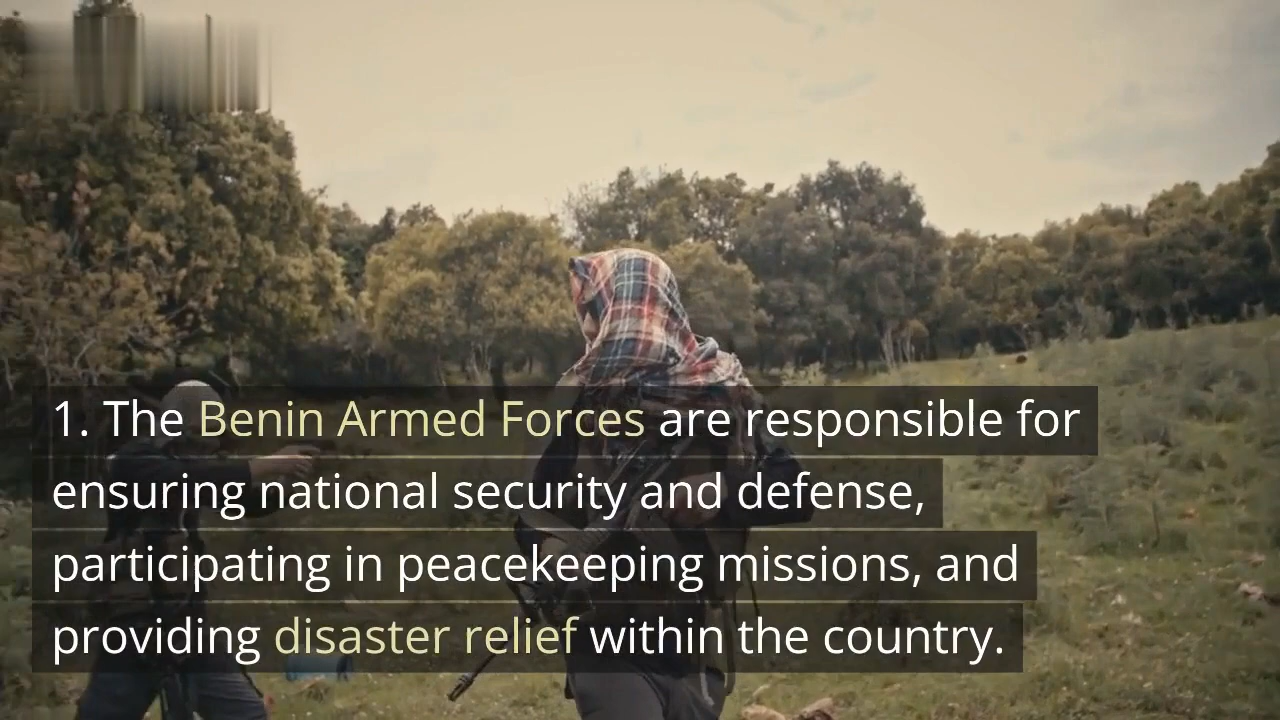 1. The Benin Armed Forces are responsible for
ensuring national security and defense,
participating in peacekeeping missions, and
providing disaster relief within the country.